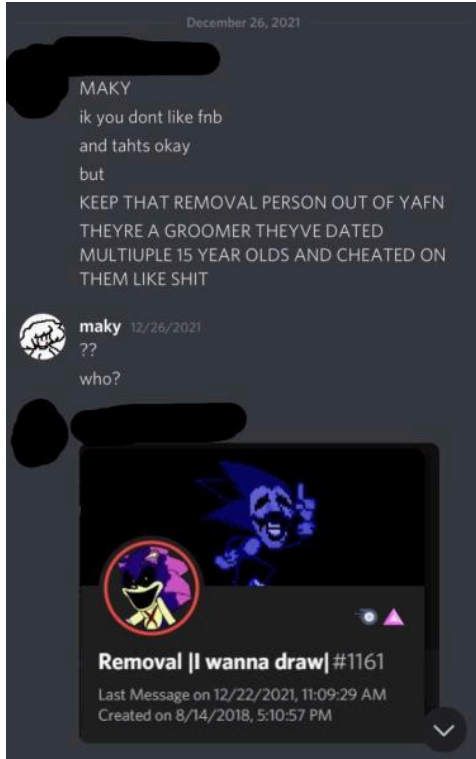 December 26, 2021
MAKY
ik you dont like fnb
and tahts okay
but
KEEP THAT REMOVAL PERSON OUT OF YAFN
THEYRE A GROOMER THEYVE DATED
MULTIUPLE 15 YEAR OLDS AND CHEATED ON
THEM LIKE SHIT
maky 12/26/2021
??
who?
Removal |I wanna draw|#1161
Last Message on 12/22/2021, 11:09:29 AM
Created on 8/14/2018, 5:10:57 PM